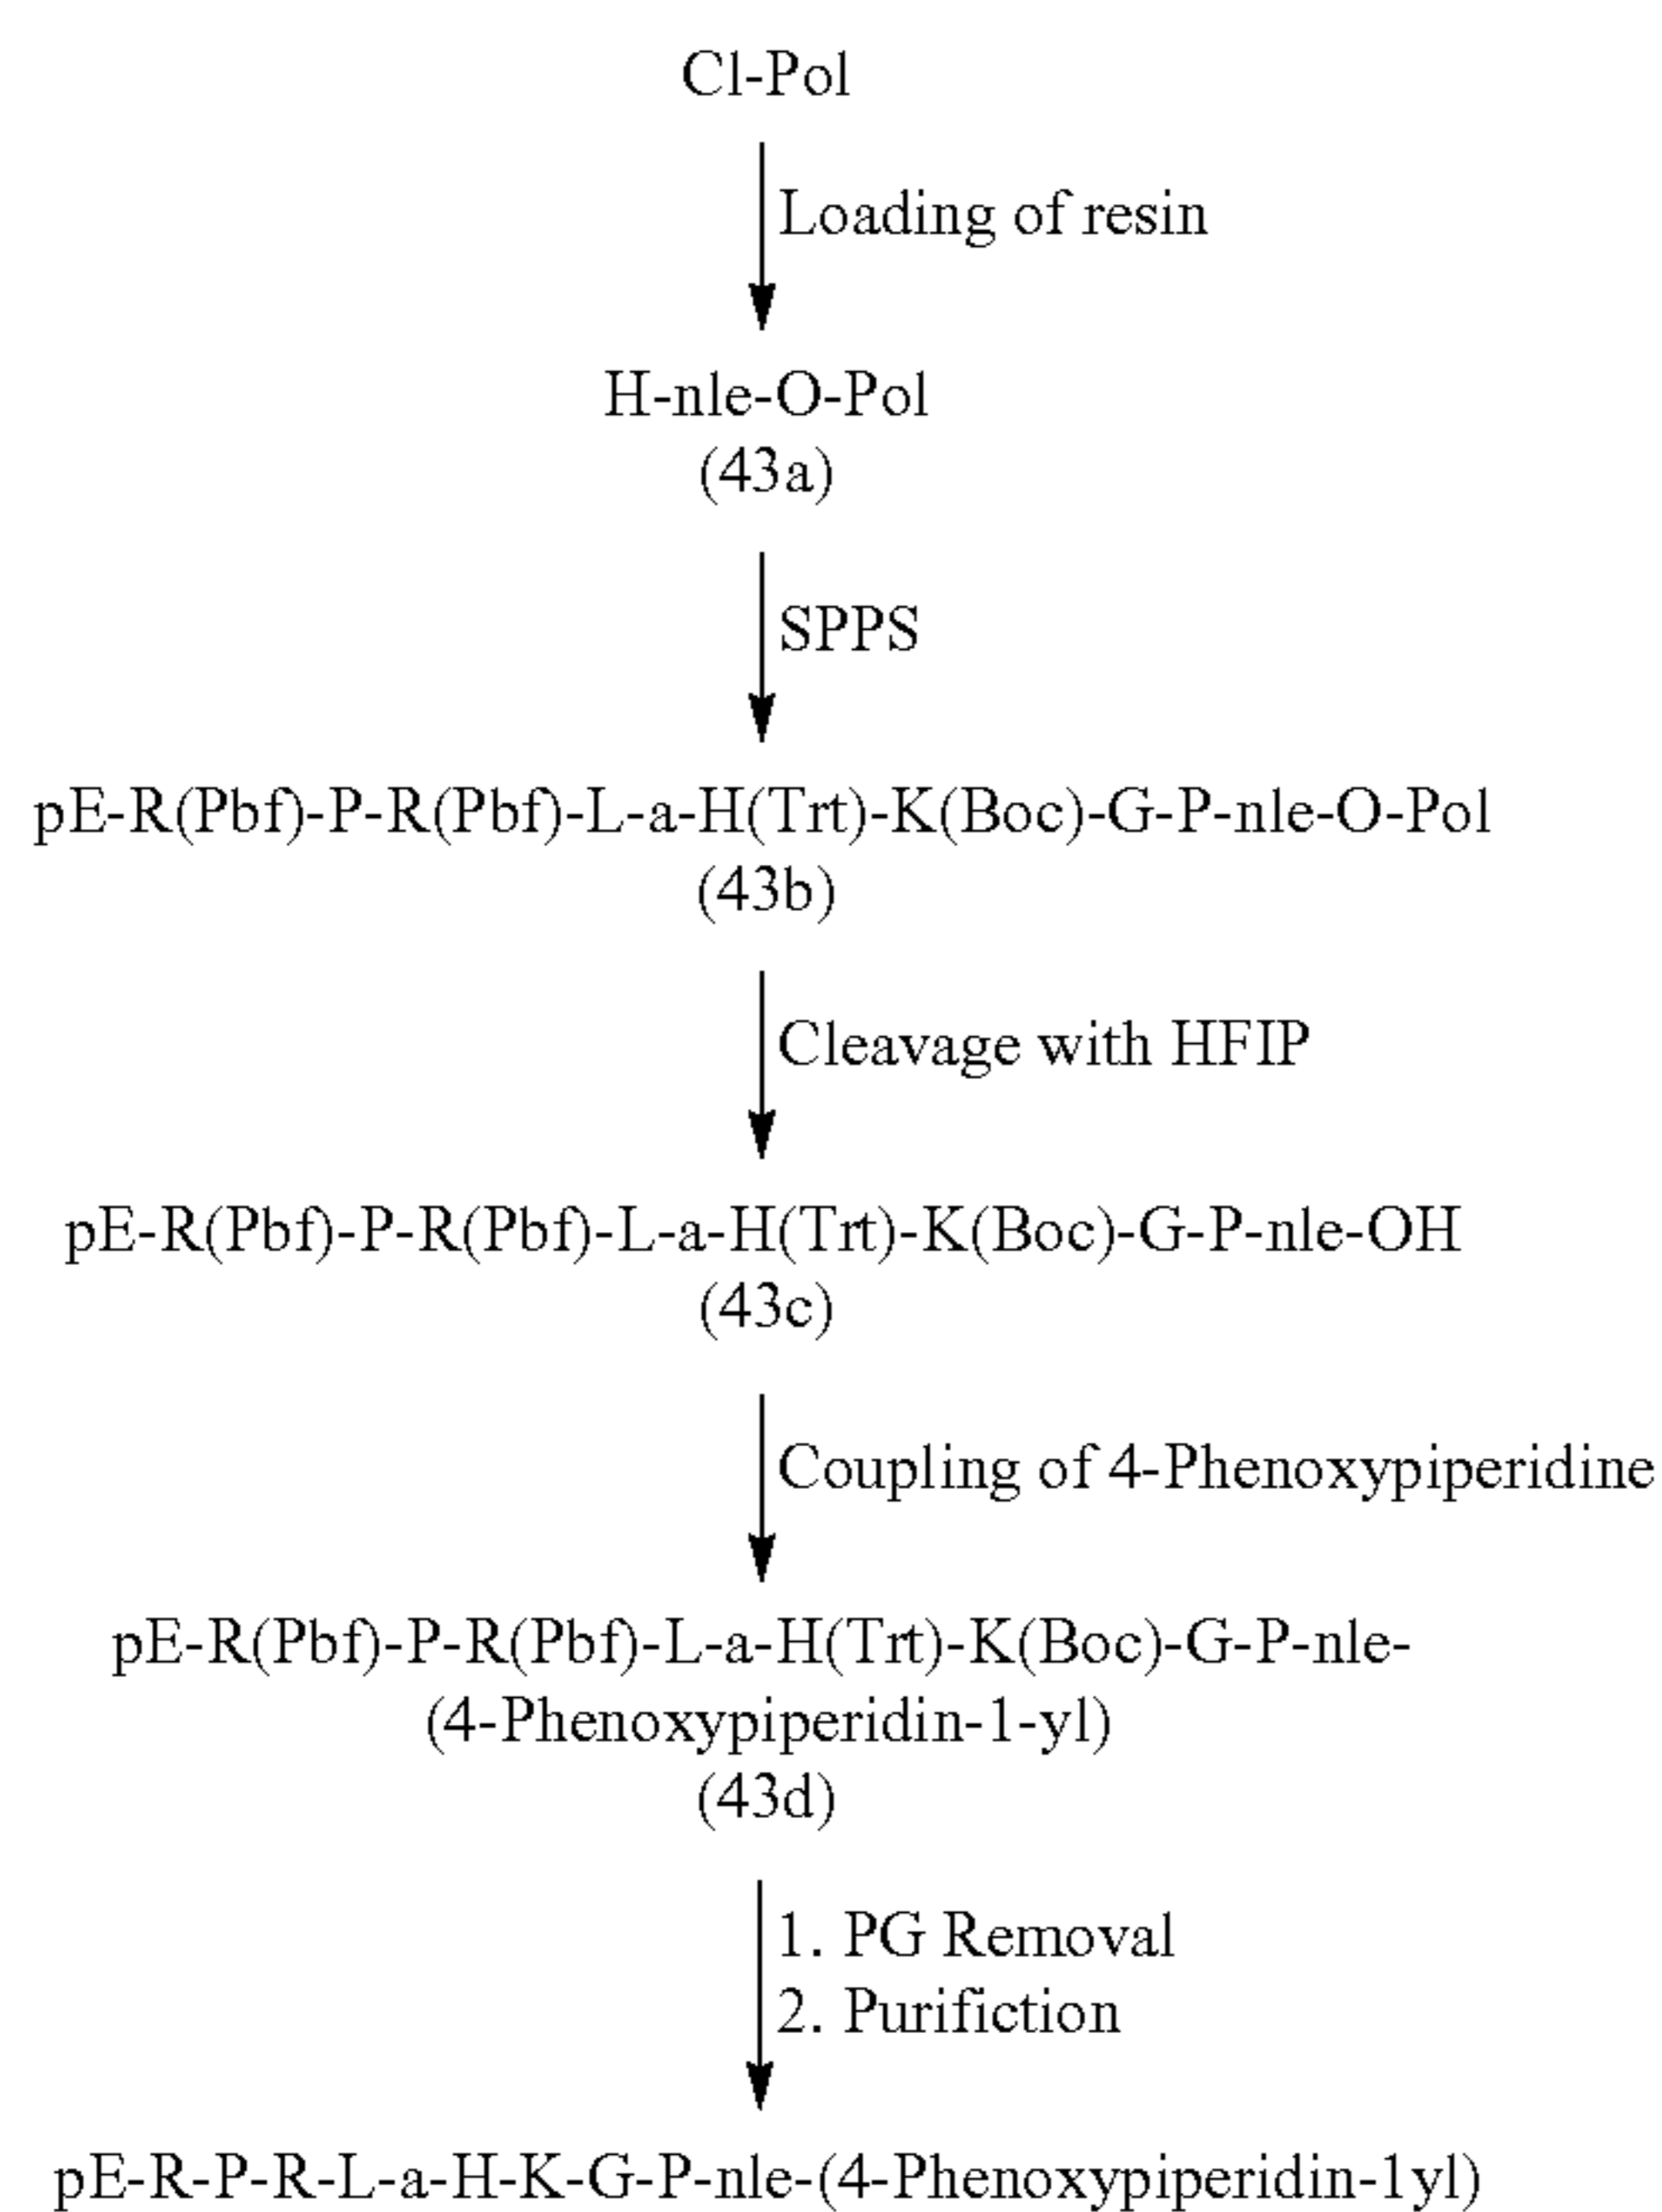 Cl-Pol
Loading of resin
H-nle-O-Pol
(43a)
SPPS
pE-R(Pbf)-P-R(Pbf)-L-a-H(Trt)-K(Boc)-G-P-nle-O-Pol
(43b)
Cleavage with HFIP
pE-R(Pbf)-P-R(Pbf)-L-a-H(Trt)-K(Boc)-G-P-nle-OH
(43c)
Coupling of 4-Phenoxypiperidine
pE-R(Pbf)-P-R(Pbf)-L-a-H(Trt)-K(Boc)-G-P-nle-
(4-Phenoxypiperidin-1-yl)
(43d)
1. PG Removal
2. Purifiction
pE-R-P-R-L-a-H-K-G-P-nle-(4-Phenoxypiperidin-1yl)